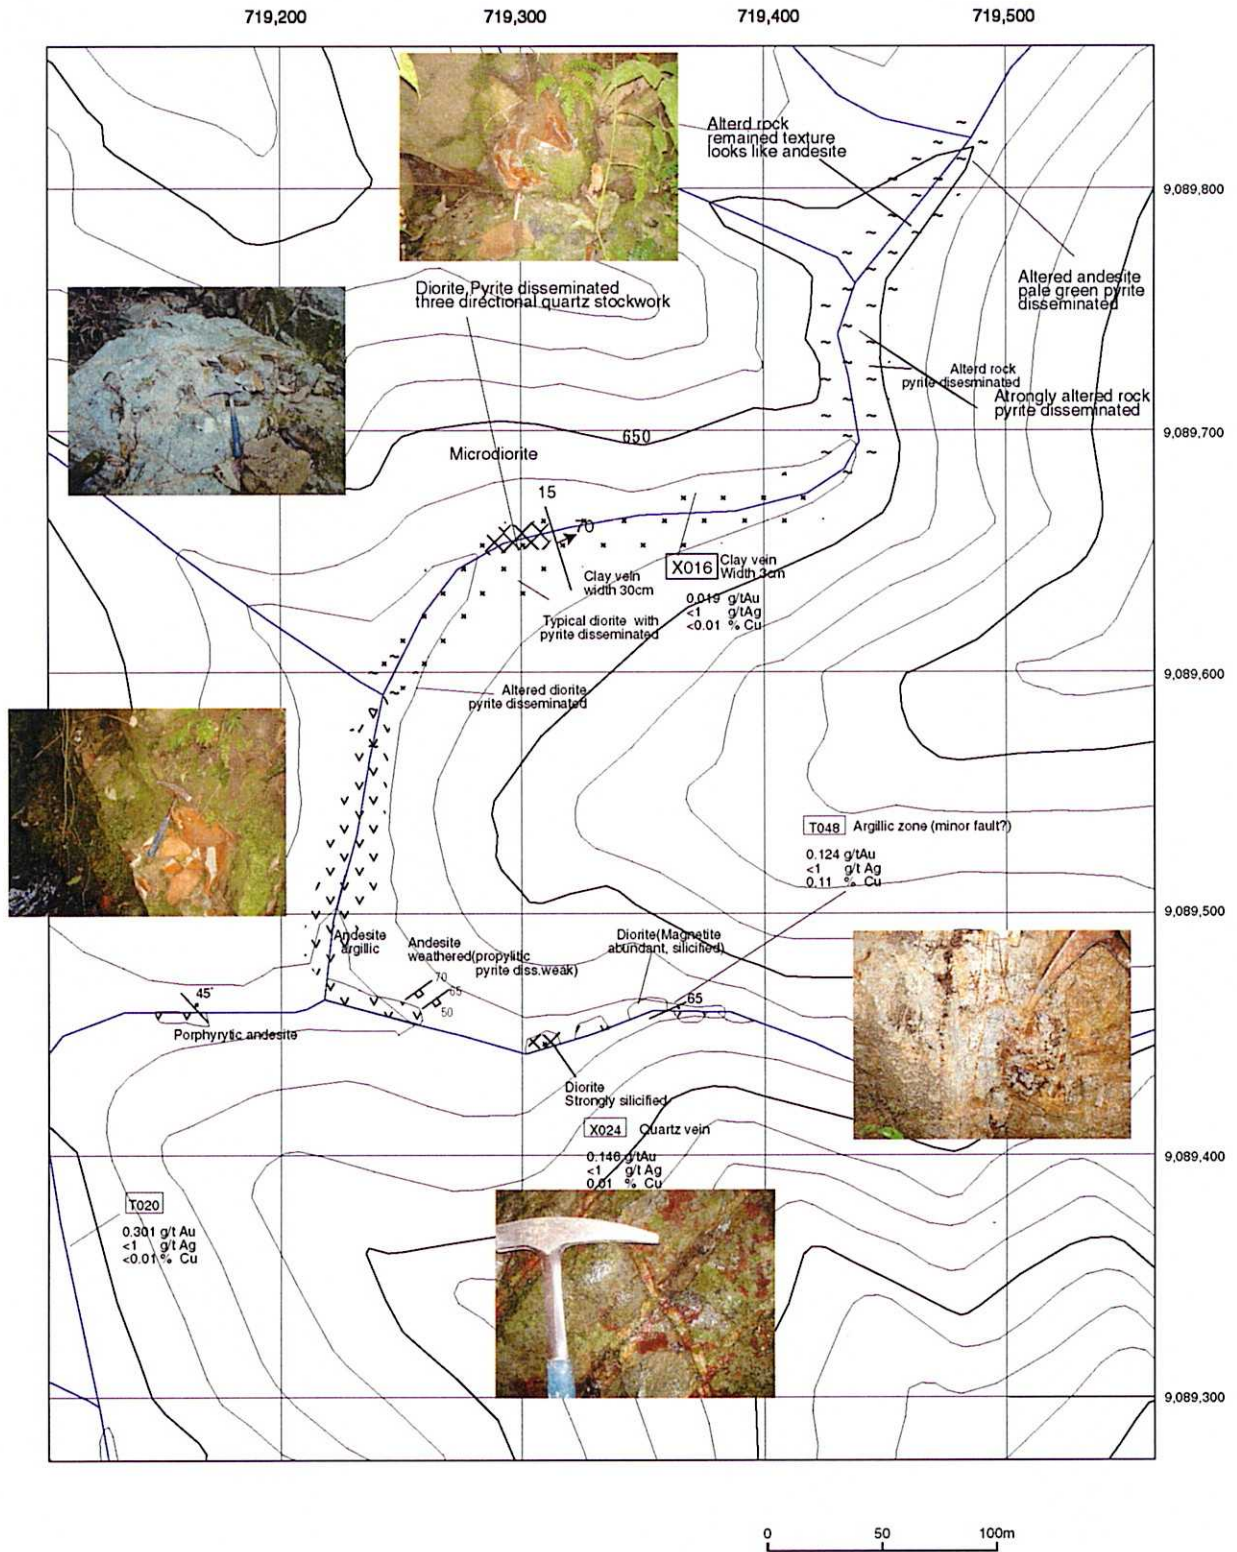 719,200 719,300 719,400 719,500
Alterd rock
remained texture
looks like andesite
9,089,800
Altered andesite
pale green pyrite
disseminated
Diorite,Pyrite disseminated
three directional quartz stockwork
Alterd rock
pyrite disesminated
Strongly altered rock
pyrite disseminated
650
9,089,700
Microdiorite
15
70
X016 Clay vein
Width 3cm
0.019 g/tAu
<1 g/tAg
<0.01 % Cu
Clay vein
width 30cm
Typical diorite with
pyrite disseminated
9,089,600
Altered diorite
pyrite disseminated
T048 Argillic zone (minor fault?)
0.124 g/tAu
<1 g/t Ag
0.11 % Cu
9,089,500
Andesite
argillic
Andesite
weathered(propylitic
pyrite diss.weak)
Diorite(Magnetite
abundant, silicified)
70
65
50
45°
65
Porphyrytic andesite
Diorite
Strongly silicified
X024 Quartz vein
0.146 g/tAu
<1 g/t Ag
0.01 % Cu
9,089,400
T020
0.301 g/t Au
<1 g/t Ag
<0.01 % Cu
9,089,300
0 50 100m